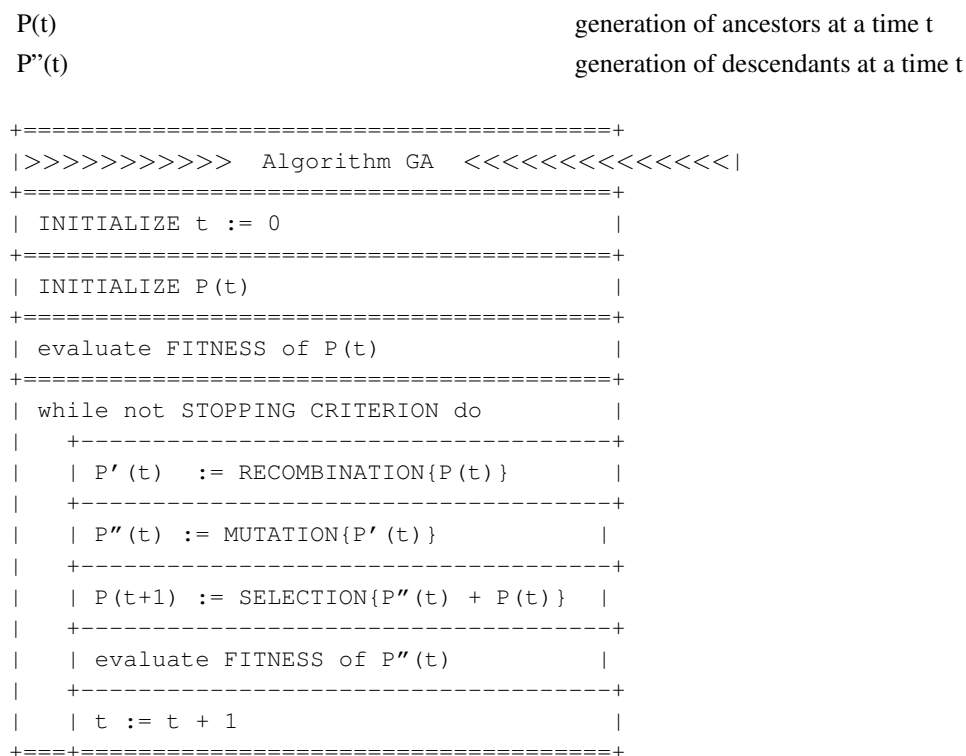 P(t) generation of ancestors at a time t
P”(t) generation of descendants at a time t
+=========================================+
|>>>>>>>>>>> Algorithm GA <<<<<<<<<<<<<<|
+=========================================+
| INITIALIZE t := 0 |
+=========================================+
| INITIALIZE P(t) |
+=========================================+
| evaluate FITNESS of P(t) |
+=========================================+
| while not STOPPING CRITERION do |
| +-------------------------------------+
| | P’(t) := RECOMBINATION{P(t)} |
| +-------------------------------------+
| | P”(t) := MUTATION{P’(t)} |
| +-------------------------------------+
| | P(t+1) := SELECTION{P”(t) + P(t)} |
| +-------------------------------------+
| | evaluate FITNESS of P”(t) |
| +-------------------------------------+
| | t := t + 1 |
+===+=====================================+